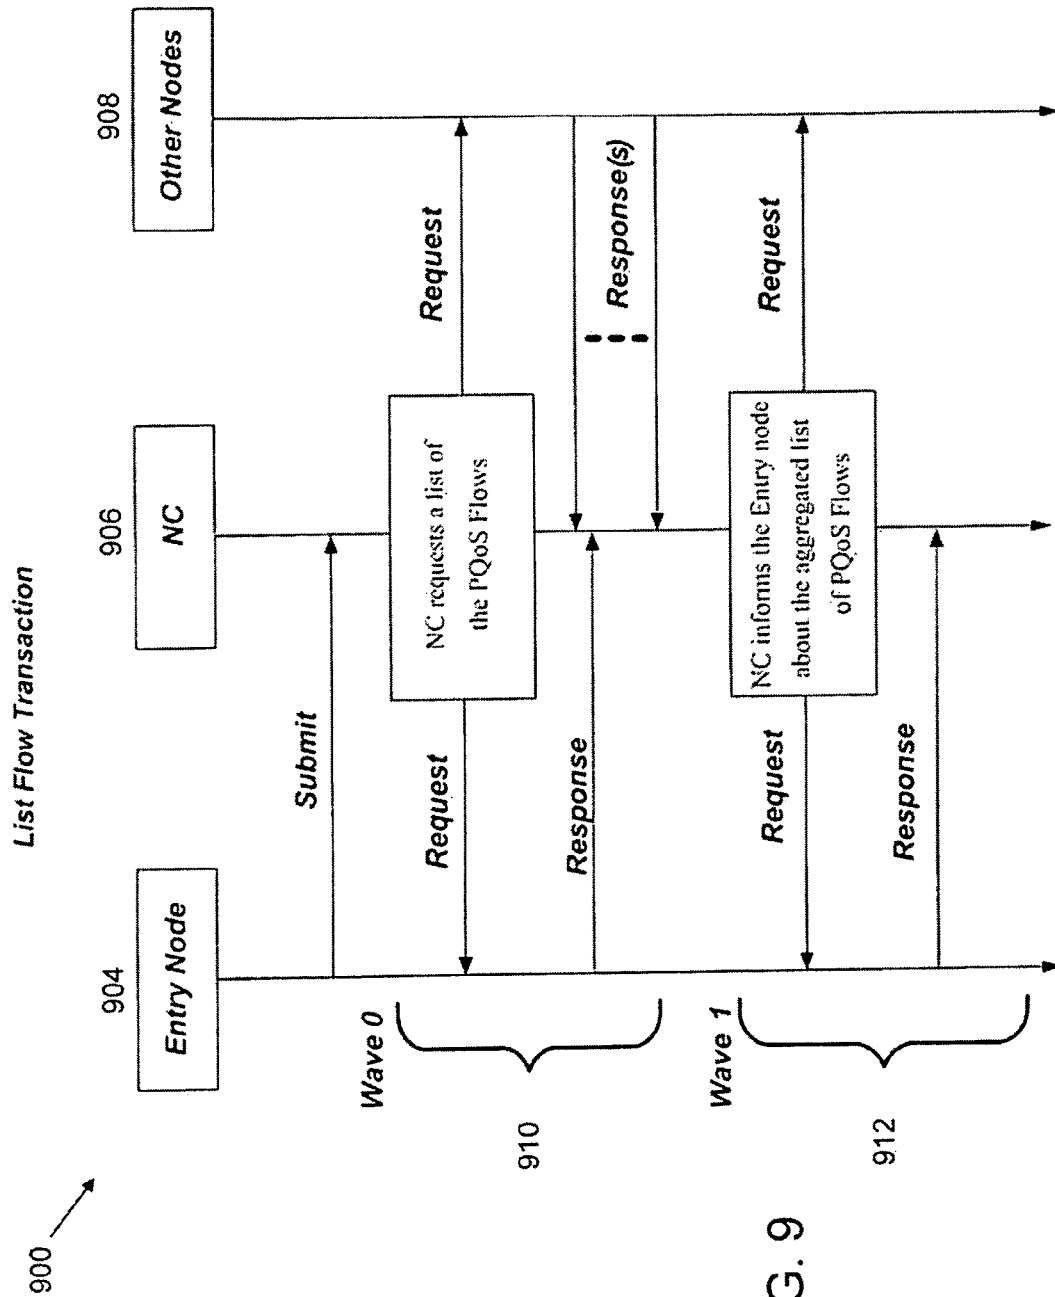 List Flow Transaction
900
904
906
908
Entry Node
NC
Other Nodes
Submit
Wave 0
910
NC requests a list of
the PQoS Flows
Request
Request
Response
Response(s)
Wave 1
912
NC informs the Entry node
about the aggregated list
of PQoS Flows
Request
Request
Response
G. 9